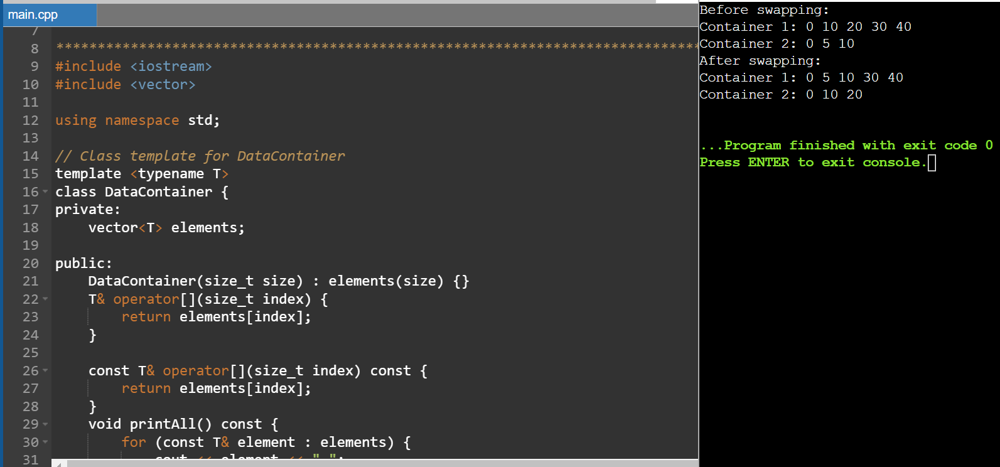 main.cpp
7
8 ******************************************************************************
9 #include <iostream>
10 #include <vector>
11
12 using namespace std;
13
14 // Class template for DataContainer
15 template <typename T>
16 class DataContainer {
17 private:
18     vector<T> elements;
19
20 public:
21     DataContainer(size_t size) : elements(size) {}
22     T& operator[](size_t index) {
23         return elements[index];
24     }
25
26     const T& operator[](size_t index) const {
27         return elements[index];
28     }
29     void printAll() const {
30         for (const T& element : elements) {
31             cout << element << " ";
Before swapping:
Container 1: 0 10 20 30 40
Container 2: 0 5 10
After swapping:
Container 1: 0 5 10 30 40
Container 2: 0 10 20
...Program finished with exit code 0
Press ENTER to exit console.